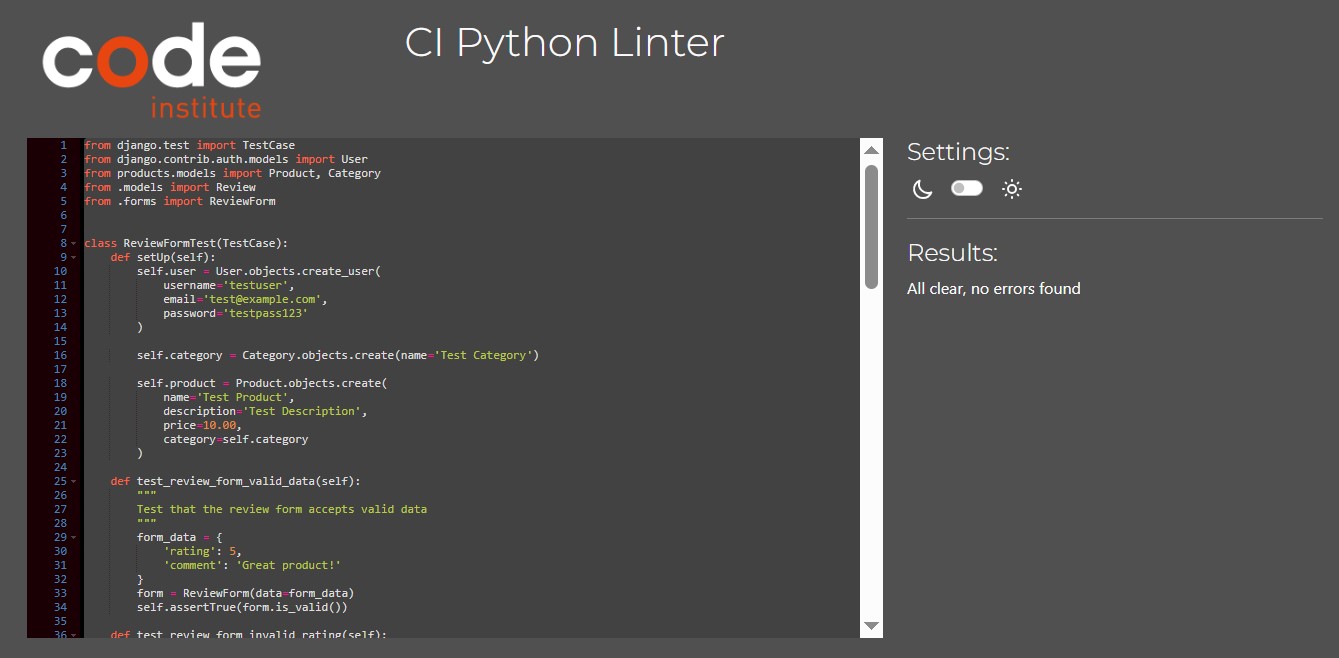 code
institute
CI Python Linter
1 from django.test import TestCase
2 from django.contrib.auth.models import User
3 from products.models import Product, Category
4 from .models import Review
5 from .forms import ReviewForm
6
7
8 class ReviewFormTest(TestCase):
9     def setUp(self):
10         self.user = User.objects.create_user(
11             username='testuser',
12             email='test@example.com',
13             password='testpass123'
14         )
15
16         self.category = Category.objects.create(name='Test Category')
17
18         self.product = Product.objects.create(
19             name='Test Product',
20             description='Test Description',
21             price=10.00,
22             category=self.category
23         )
24
25     def test_review_form_valid_data(self):
26         """
27         Test that the review form accepts valid data
28         """
29         form_data = {
30             'rating': 5,
31             'comment': 'Great product!'
32         }
33         form = ReviewForm(data=form_data)
34         self.assertTrue(form.is_valid())
35
36     def test_review_form_invalid_rating(self):
Settings:
Results:
All clear, no errors found